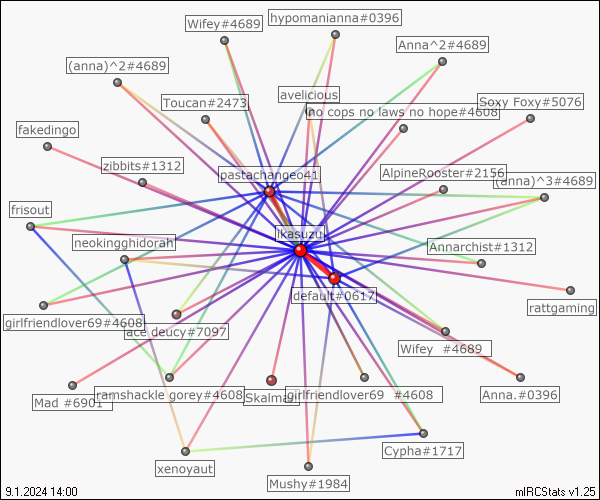 hypomanianna#0396
Wifey#4689
Anna^2#4689
(anna)^2#4689
avelicious
Toucan#2473
no cops no laws no hope#4608
Soxy Foxy#5076
fakedingo
zibbits#1312
pastachangeo41
AlpineRooster#2156
(anna)^3#4689
frisout
ikasuzu
neokingghidorah
Annarchist#1312
default#0617
rattgaming
girlfriendlover69#4608
ace deucy#7097
Wifey #4689
Mad #6901
ramshackle gorey#4608
Skalman
girlfriendlover69 #4608
Anna.#0396
Cypha#1717
xenoyaut
Mushy#1984
9.1.2024 14:00
mIRCStats v1.25